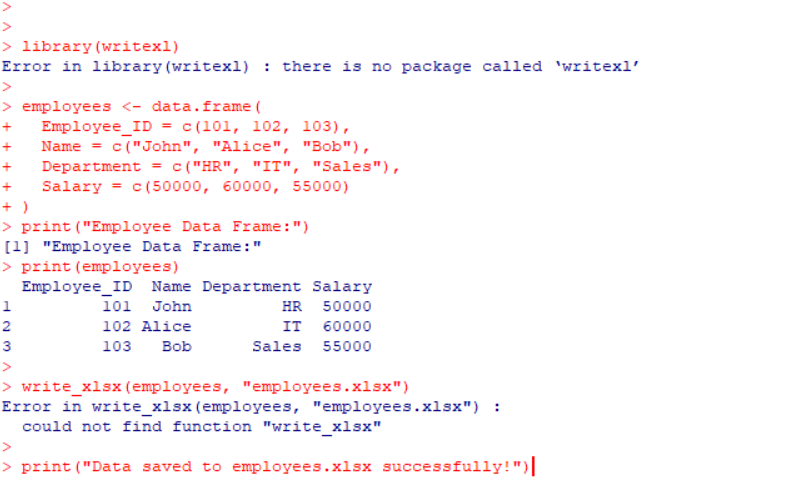 >
>
> library(writexl)
Error in library(writexl) : there is no package called ‘writexl’
>
> employees <- data.frame(
+   Employee_ID = c(101, 102, 103),
+   Name = c("John", "Alice", "Bob"),
+   Department = c("HR", "IT", "Sales"),
+   Salary = c(50000, 60000, 55000)
+ )
> print("Employee Data Frame:")
[1] "Employee Data Frame:"
> print(employees)
  Employee_ID  Name Department Salary
1         101  John         HR  50000
2         102 Alice         IT  60000
3         103   Bob      Sales  55000
>
> write_xlsx(employees, "employees.xlsx")
Error in write_xlsx(employees, "employees.xlsx") :
  could not find function "write_xlsx"
>
> print("Data saved to employees.xlsx successfully!")